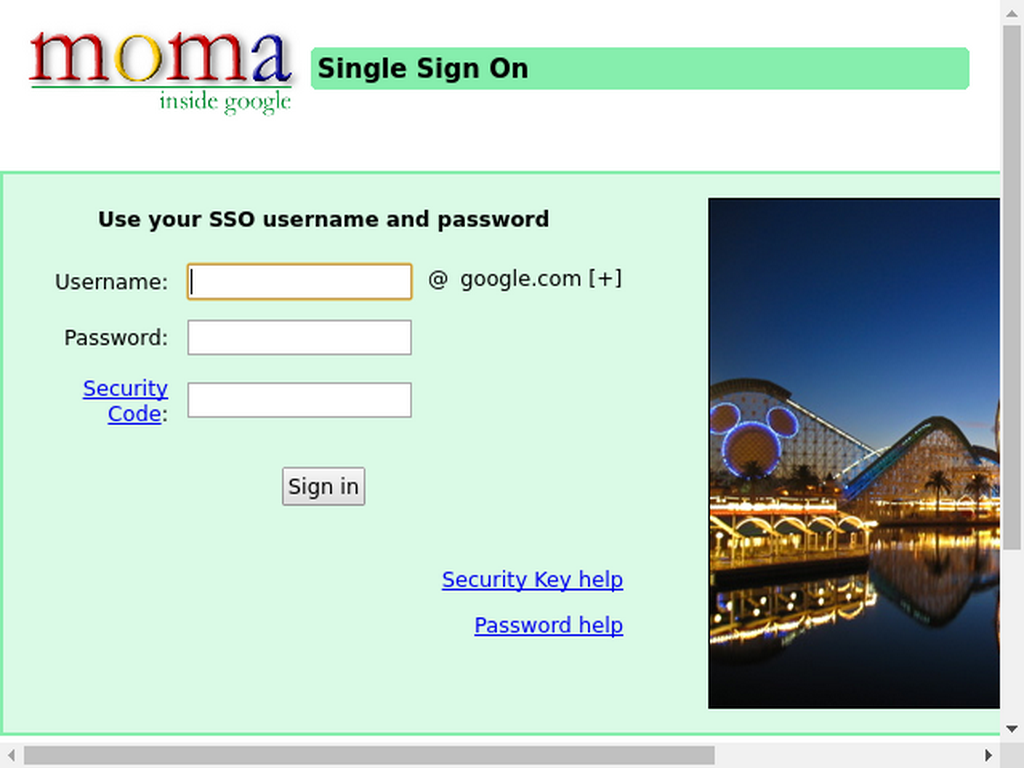 moma
inside google
Single Sign On
Use your SSO username and password
Username:
@ google.com [+]
Password:
Security
Code:
Sign in
Security Key help
Password help